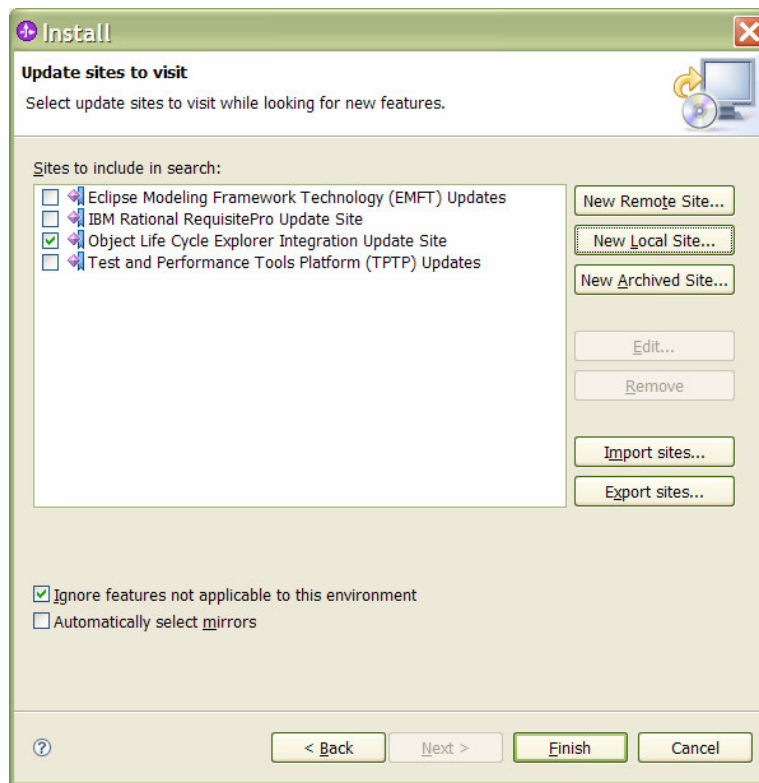 Install
Update sites to visit
Select update sites to visit while looking for new features.
Sites to include in search:
Eclipse Modeling Framework Technology (EMFT) Updates
IBM Rational RequisitePro Update Site
Object Life Cycle Explorer Integration Update Site
Test and Performance Tools Platform (TPTP) Updates
New Remote Site...
New Local Site...
New Archived Site...
Edit...
Remove
Import sites...
Export sites...
Ignore features not applicable to this environment
Automatically select mirrors
?
< Back
Next >
Finish
Cancel